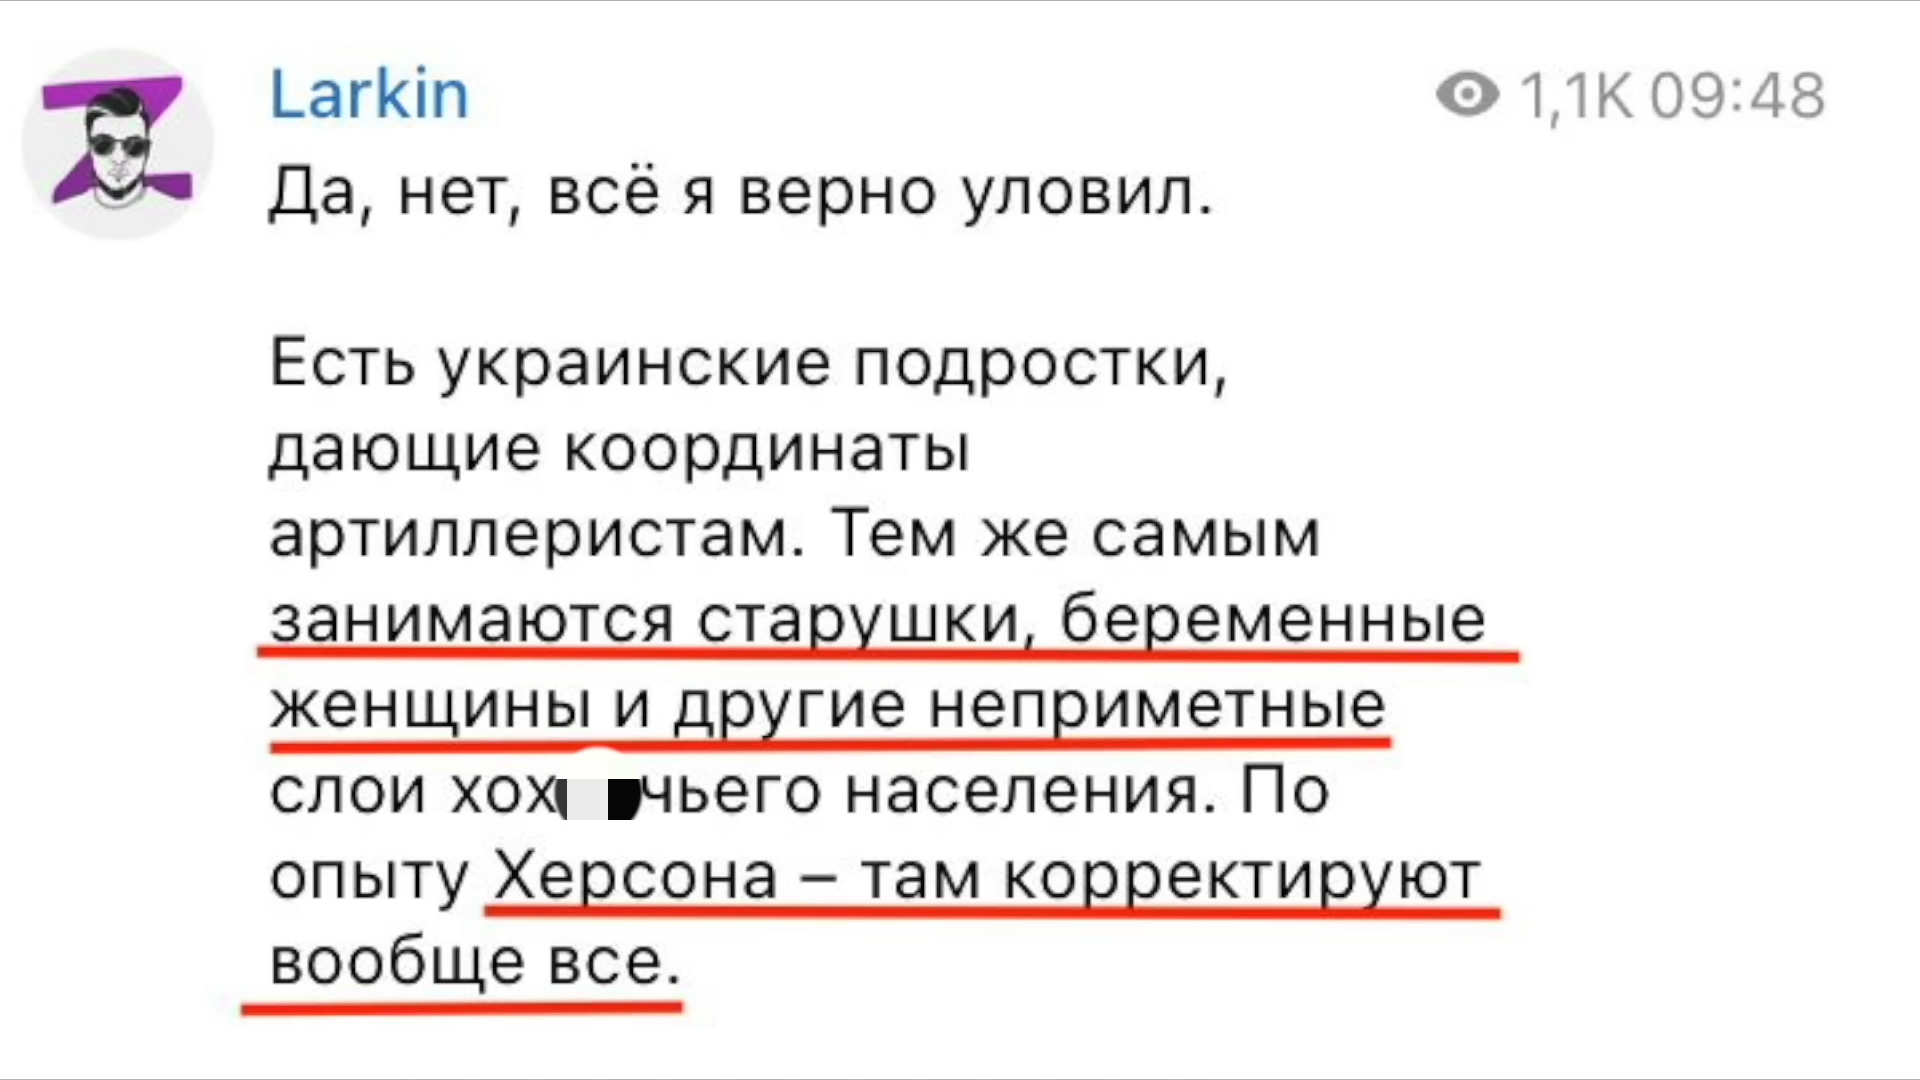 Larkin
1,1K 09:48
Да, нет, всё я верно уловил.
Есть украинские подростки,
дающие координаты
артиллеристам. Тем же самым
занимаются старушки, беременные
женщины и другие неприметные
слои населения. По
опыту Херсона – там корректируют
вообще все.